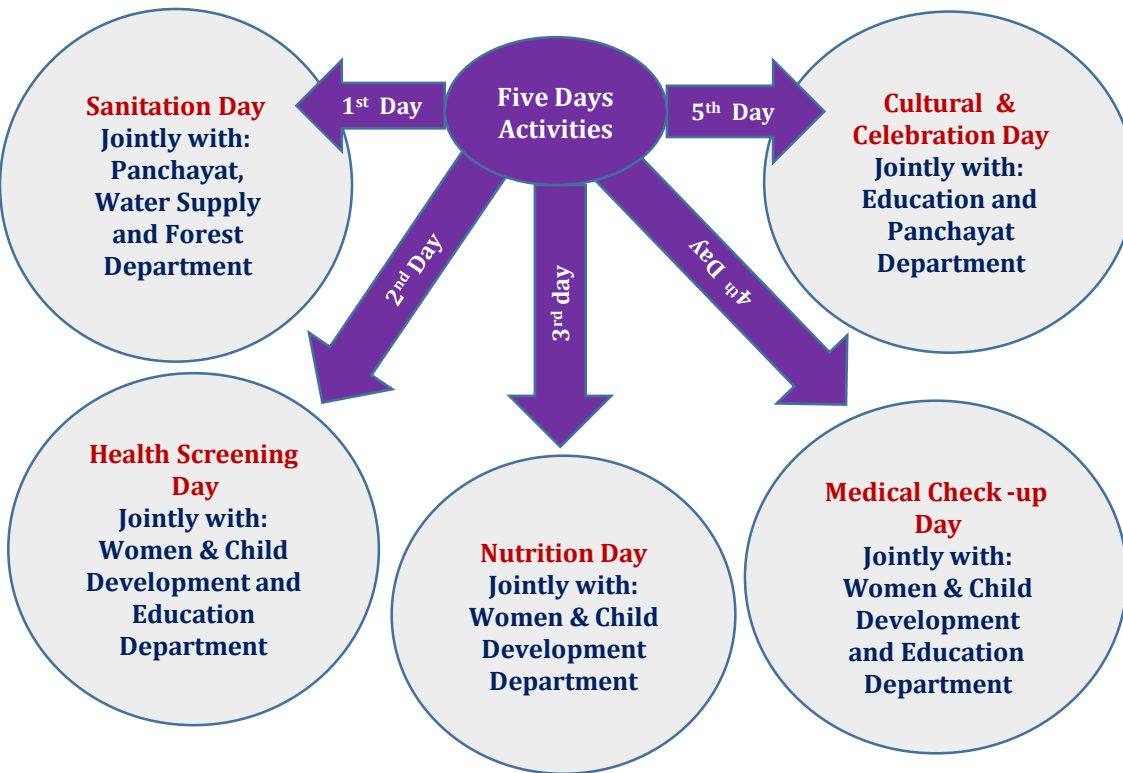 Five Days
Activities
1st Day
Sanitation Day
Jointly with:
Panchayat,
Water Supply
and Forest
Department
2nd Day
Health Screening
Day
Jointly with:
Women & Child
Development and
Education
Department
3rd day
Nutrition Day
Jointly with:
Women & Child
Development
Department
4th Day
Medical Check -up
Day
Jointly with:
Women & Child
Development
and Education
Department
5th Day
Cultural &
Celebration Day
Jointly with:
Education and
Panchayat
Department